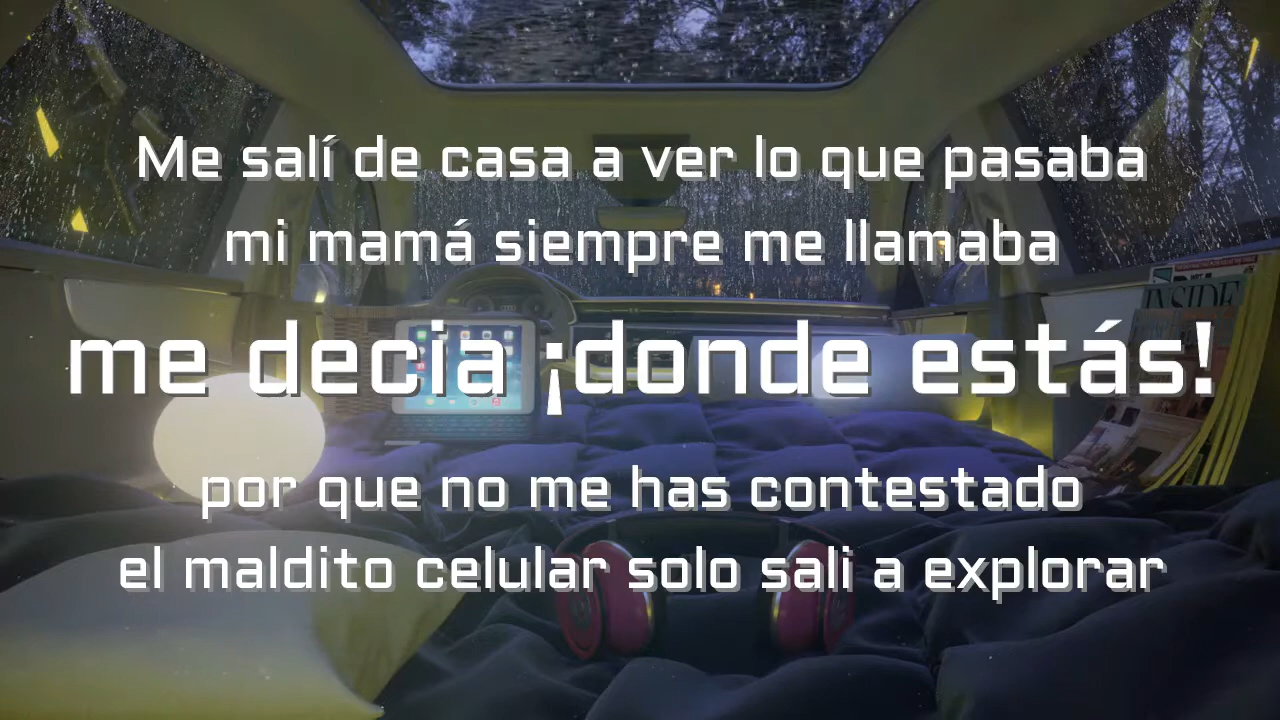 Me salí de casa a ver lo que pasaba
mi mamá siempre me llamaba
me decia ¡donde estás!
por que no me has contestado
el maldito celular solo sali a explorar
INSIDE